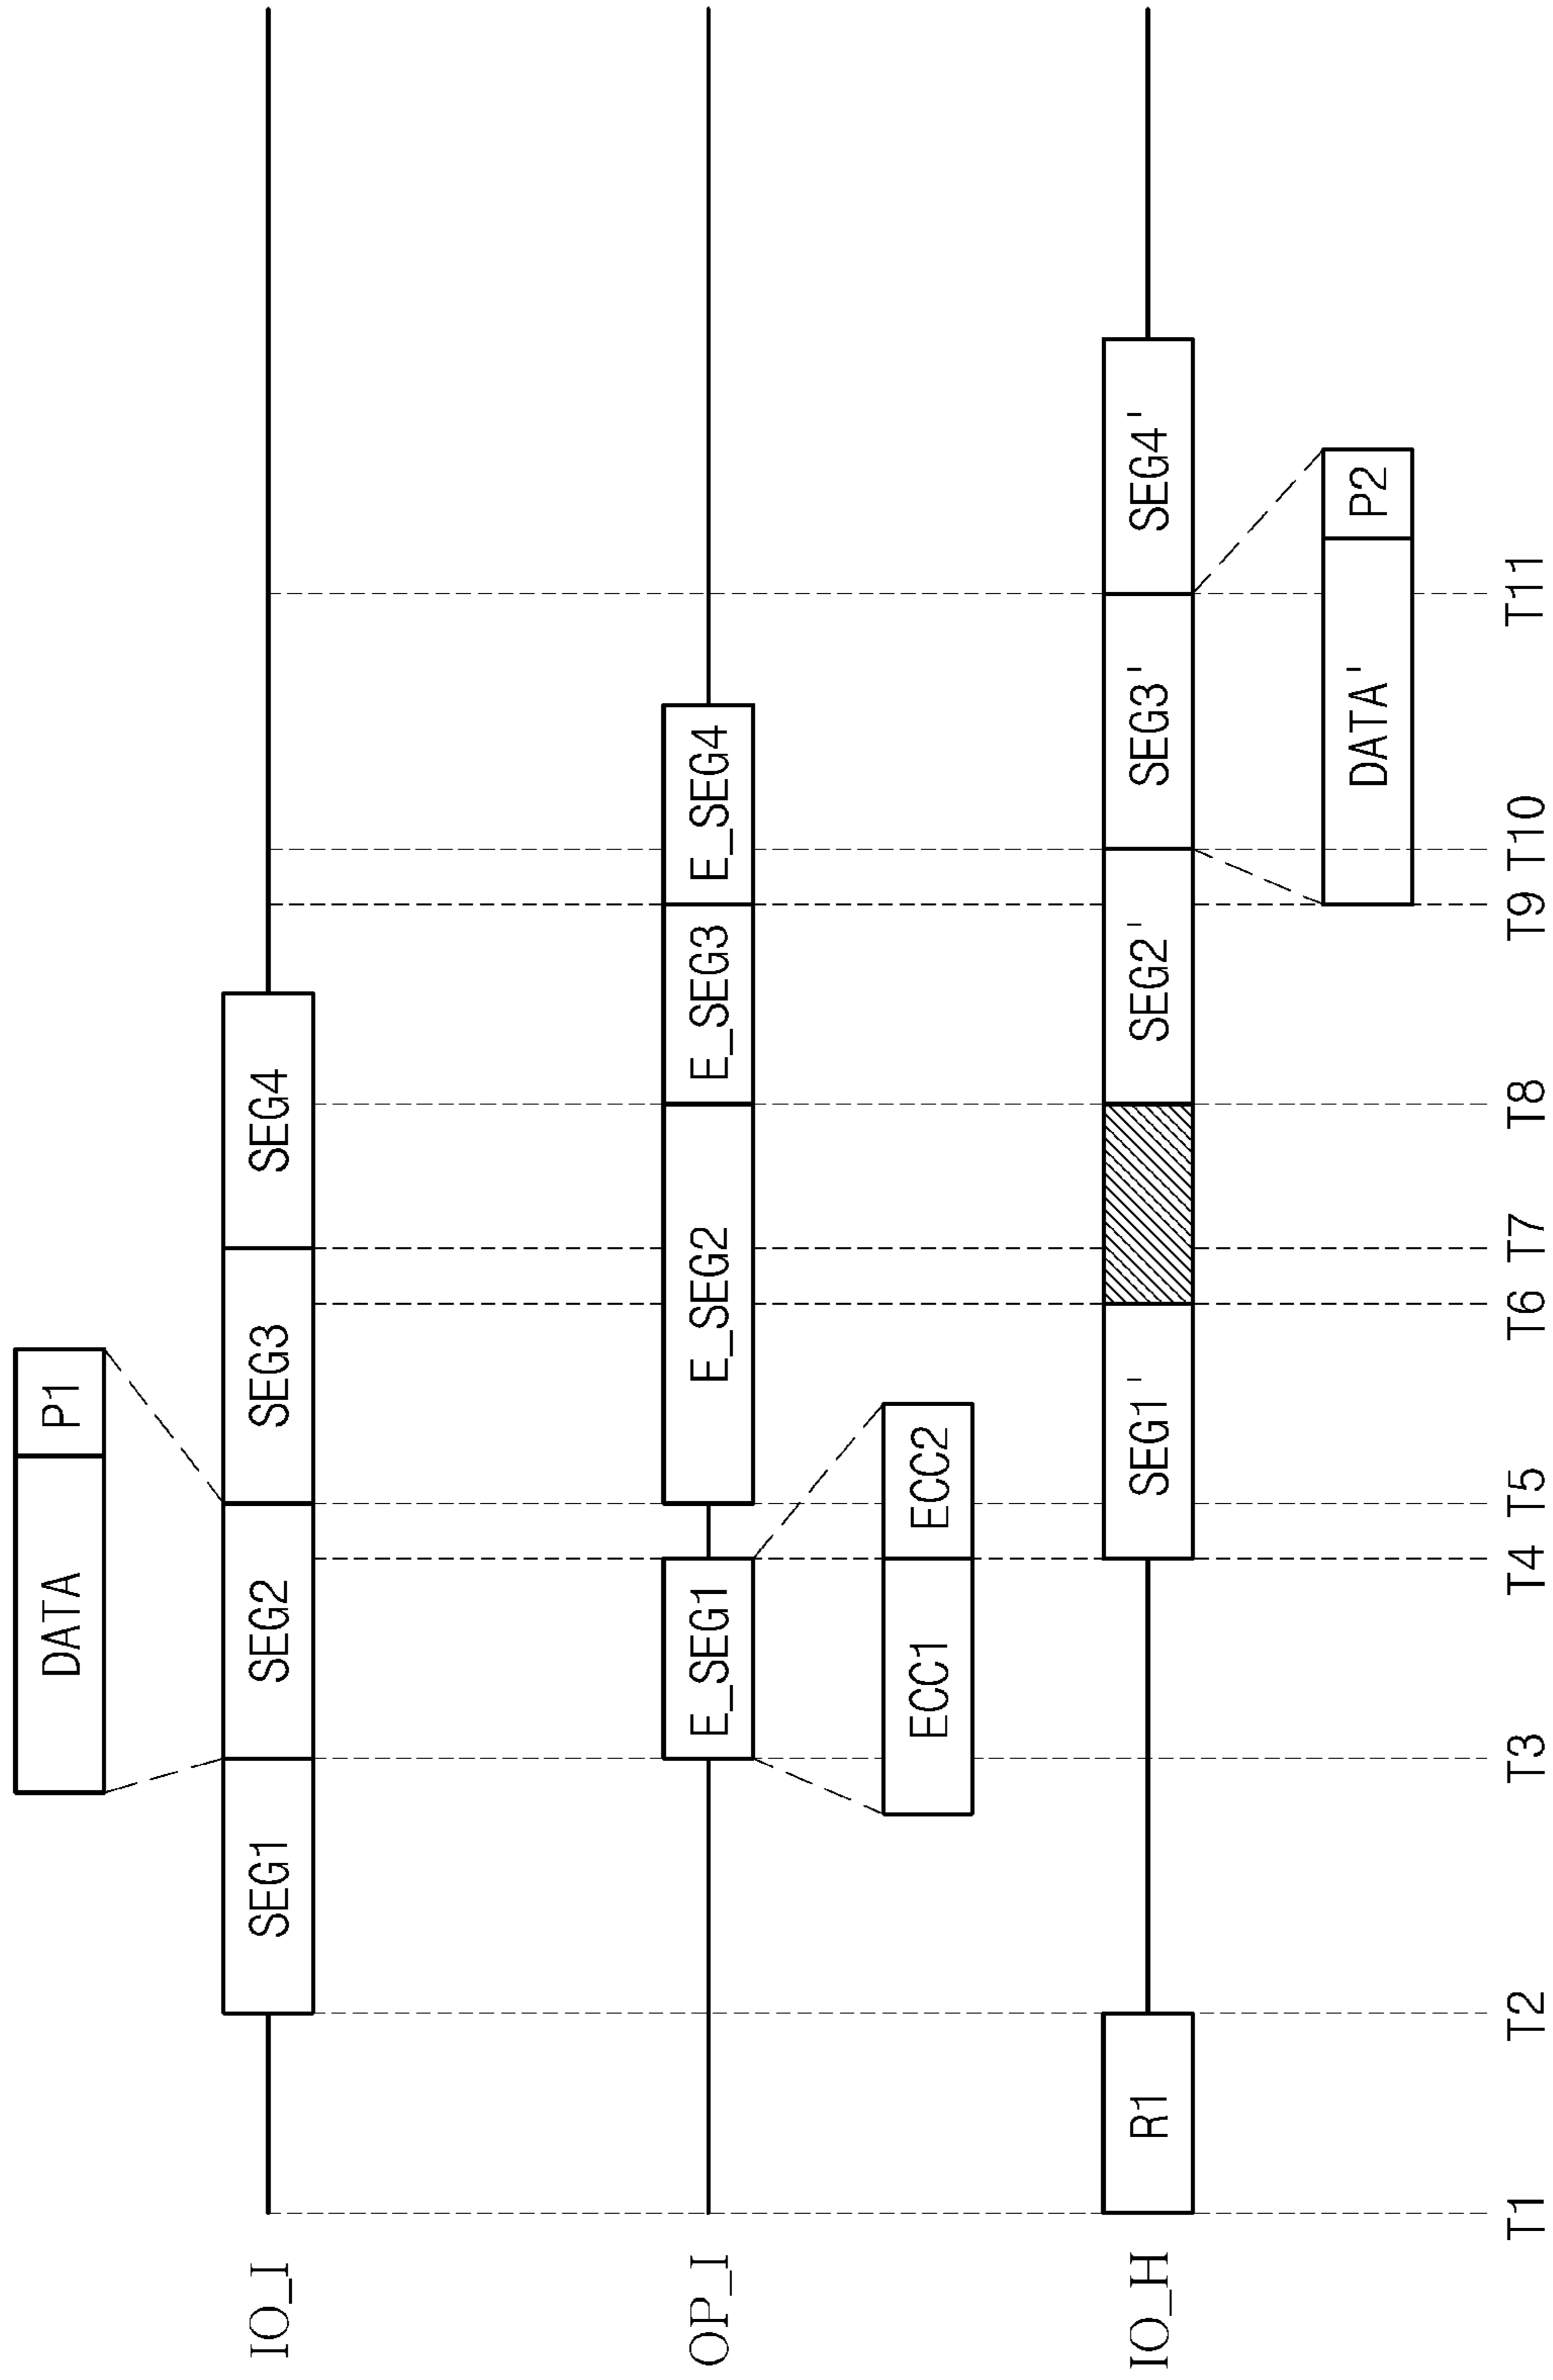 DATA P1
IO_I SEG1 SEG2 SEG3 SEG4
OP_I E_SEG1 E_SEG2 E_SEG3 E_SEG4
ECC1 ECC2
IO_H R1 SEG1' SEG2' SEG3' SEG4'
DATA' P2
T1 T2 T3 T4 T5 T6 T7 T8 T9 T10 T11